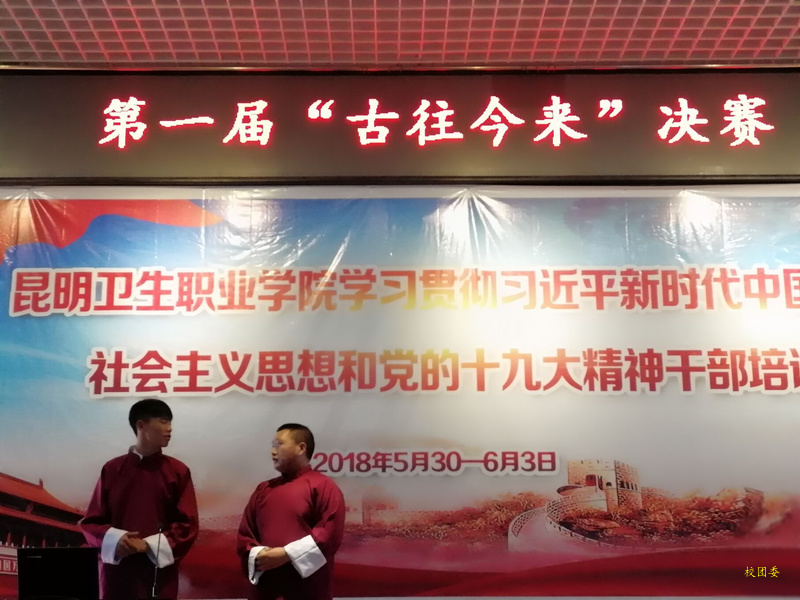 第一届“古往今来”决赛
昆明卫生职业学院学习贯彻习近平新时代中国
社会主义思想和党的十九大精神干部培训
2018年5月30—6月3日
校团委